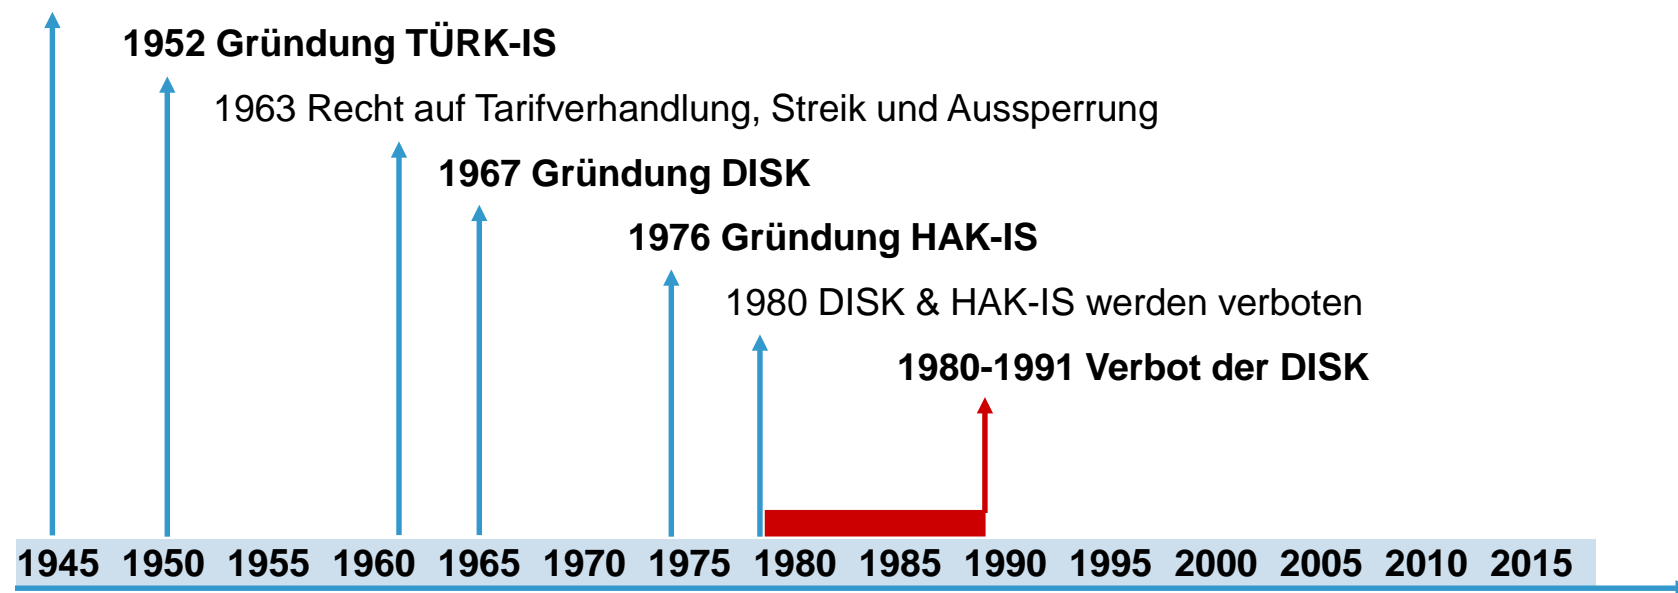 1952 Gründung TÜRK-IS
1963 Recht auf Tarifverhandlung, Streik und Aussperrung
1967 Gründung DISK
1976 Gründung HAK-IS
1980 DISK & HAK-IS werden verboten
1980-1991 Verbot der DISK
1945 1950 1955 1960 1965 1970 1975 1980 1985 1990 1995 2000 2005 2010 2015